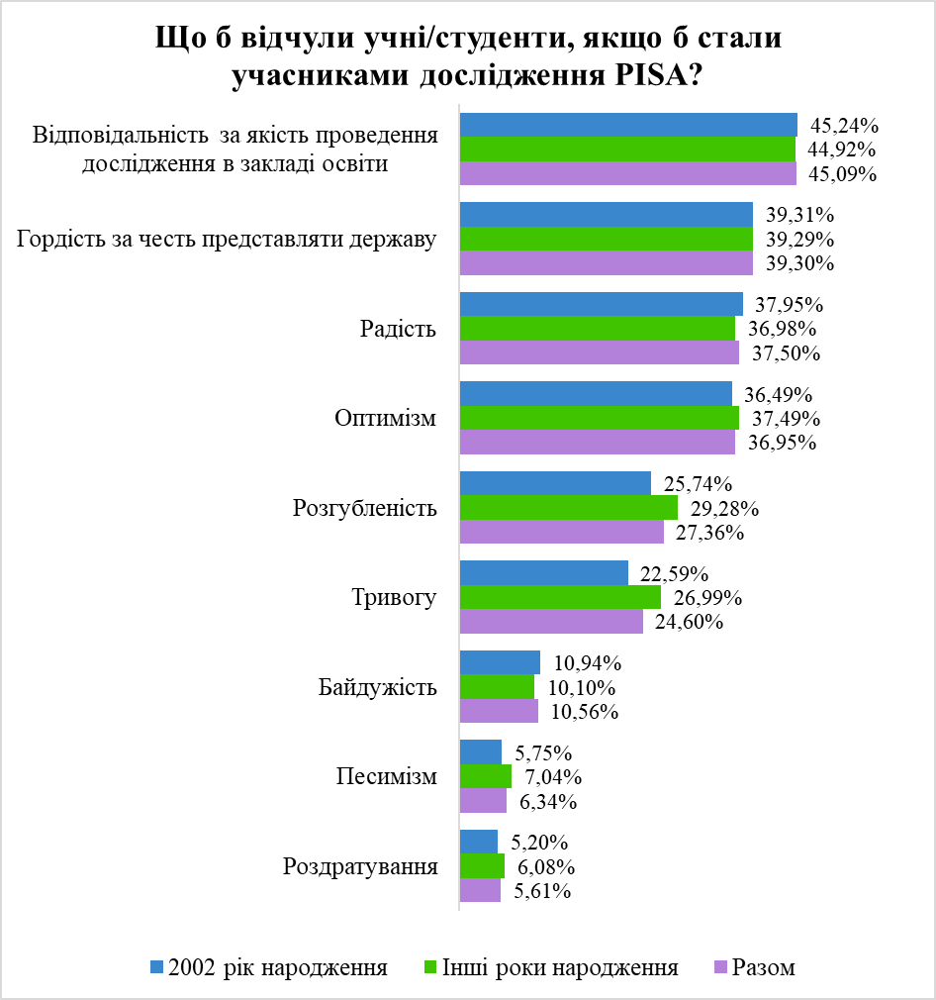 Що б відчули учні/студенти, якщо б стали
учасниками дослідження PISA?
Відповідальність за якість проведення
дослідження в закладі освіти
45,24%
44,92%
45,09%
Гордість за честь представляти державу
39,31%
39,29%
39,30%
Радість
37,95%
36,98%
37,50%
Оптимізм
36,49%
37,49%
36,95%
Розгубленість
25,74%
29,28%
27,36%
Тривогу
22,59%
26,99%
24,60%
Байдужість
10,94%
10,10%
10,56%
Песимізм
5,75%
7,04%
6,34%
Роздратування
5,20%
6,08%
5,61%
2002 рік народження
Інші роки народження
Разом